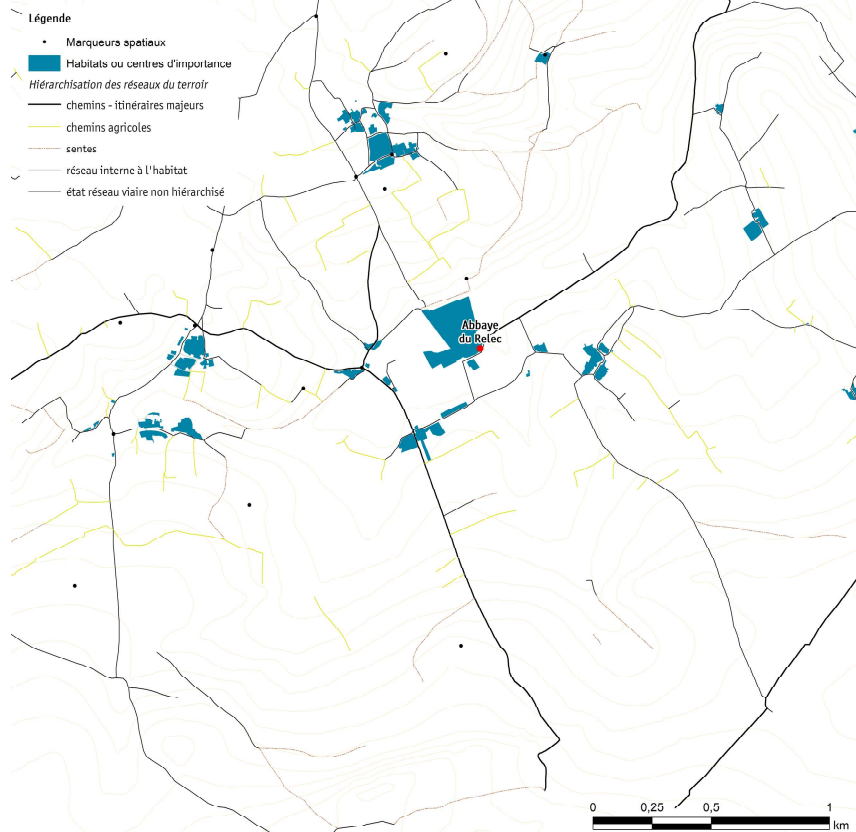 Légende
Marqueurs spatiaux
Habitats ou centres d'importance
Hiérarchisation des réseaux du terroir
chemins - itinéraires majeurs
chemins agricoles
sentes
réseau interne à l'habitat
état réseau viaire non hiérarchisé
Abbaye
du Relec
0 0,25 0,5 1
km